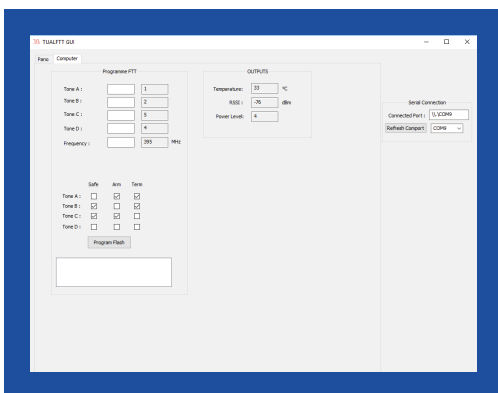 TUALFTT GUI
Pano Computer
Programme FTT
Tone A : 1
Tone B : 2
Tone C : 5
Tone D : 4
Frequency : 395 MHz
Safe Arm Term
Tone A :
Tone B :
Tone C :
Tone D :
Program Flash
OUTPUTS
Temperature: 33 °C
RSSI : -76 dBm
Power Level: 4
Serial Connection
Connected Port : \\.\COM9
Refresh Comport COM9